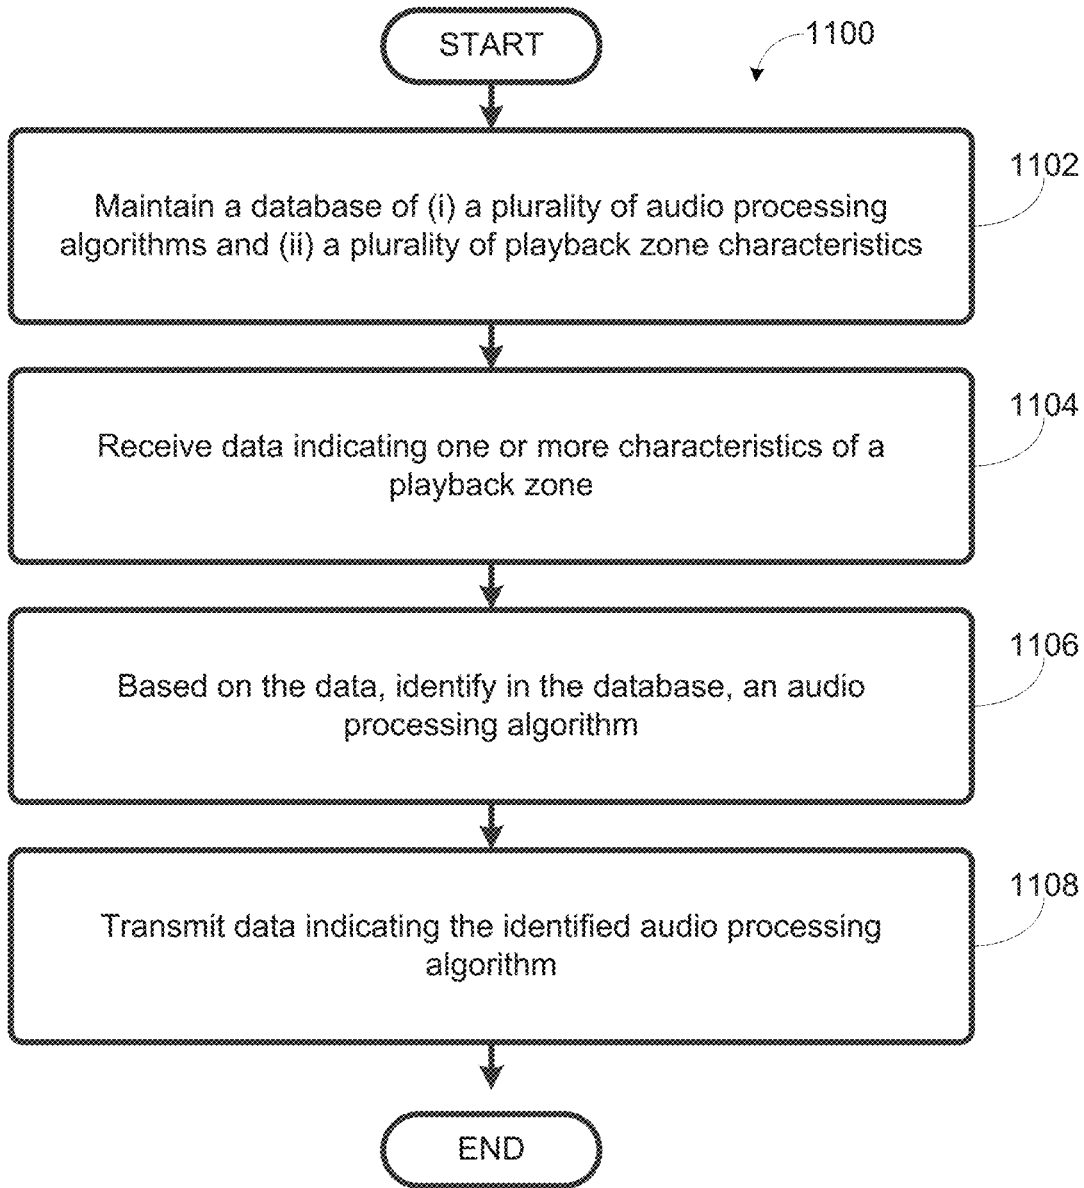 START
1100
1102
Maintain a database of (i) a plurality of audio processing
algorithms and (ii) a plurality of playback zone characteristics
1104
Receive data indicating one or more characteristics of a
playback zone
1106
Based on the data, identify in the database, an audio
processing algorithm
1108
Transmit data indicating the identified audio processing
algorithm
END